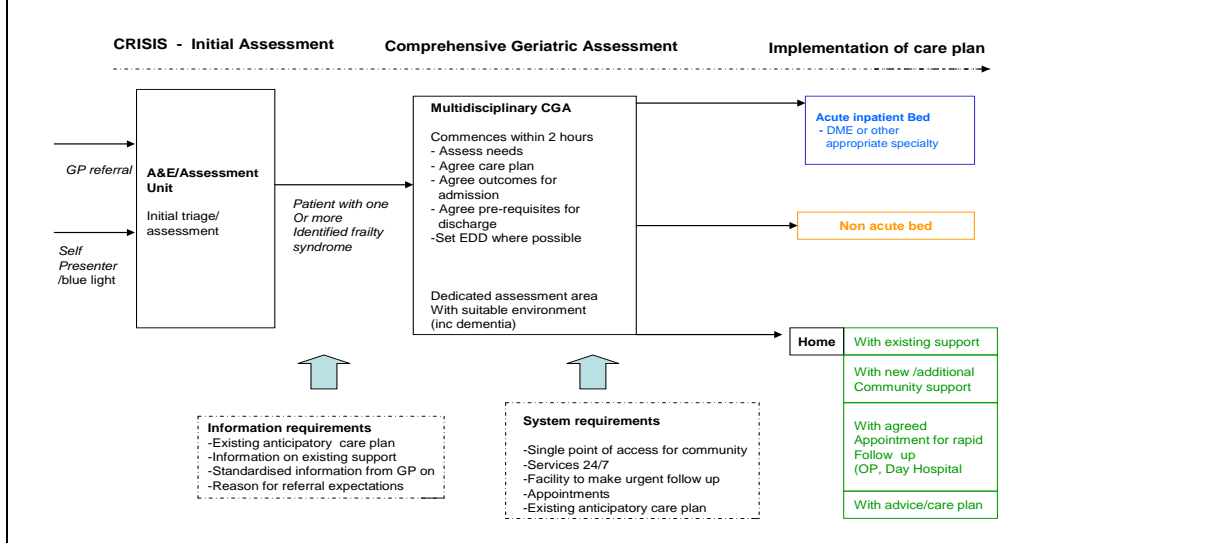 CRISIS - Initial Assessment
Comprehensive Geriatric Assessment
Implementation of care plan
GP referral
Self
Presenter
/blue light
A&E/Assessment
Unit
Initial triage/
assessment
Patient with one
Or more
Identified frailty
syndrome
Multidisciplinary CGA
Commences within 2 hours
- Assess needs
- Agree care plan
- Agree outcomes for
admission
- Agree pre-requisites for
discharge
-Set EDD where possible
Dedicated assessment area
With suitable environment
(inc dementia)
Acute inpatient Bed
- DME or other
appropriate specialty
Non acute bed
Home
With existing support
With new /additional
Community support
With agreed
Appointment for rapid
Follow up
(OP, Day Hospital
With advice/care plan
Information requirements
-Existing anticipatory care plan
-Information on existing support
-Standardised information from GP on
-Reason for referral expectations
System requirements
-Single point of access for community
-Services 24/7
-Facility to make urgent follow up
-Appointments
-Existing anticipatory care plan